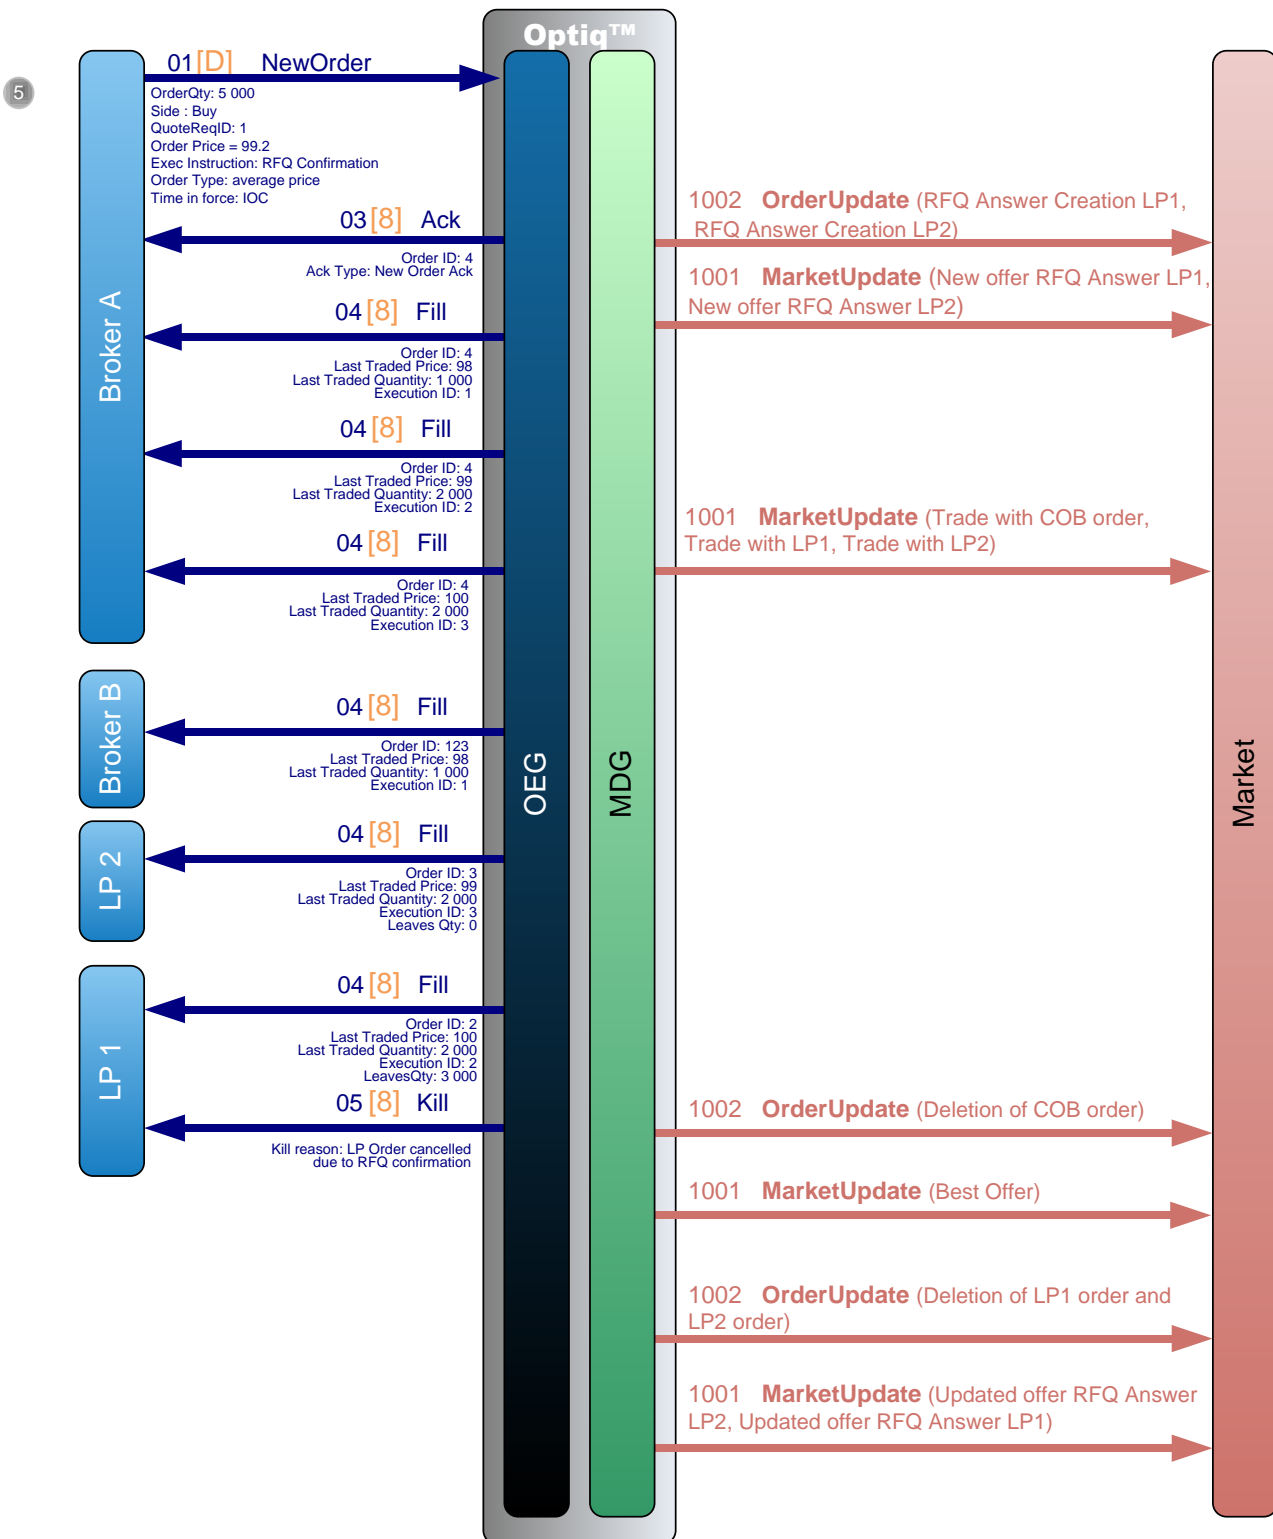 Optiq™
5
01[D] NewOrder
OrderQty: 5 000
Side : Buy
QuoteReqID: 1
Order Price = 99.2
Exec Instruction: RFQ Confirmation
Order Type: average price
Time in force: IOC
03[8] Ack
Order ID: 4
Ack Type: New Order Ack
04[8] Fill
Order ID: 4
Last Traded Price: 98
Last Traded Quantity: 1 000
Execution ID: 1
04[8] Fill
Order ID: 4
Last Traded Price: 99
Last Traded Quantity: 2 000
Execution ID: 2
04[8] Fill
Order ID: 4
Last Traded Price: 100
Last Traded Quantity: 2 000
Execution ID: 3
Broker A
04[8] Fill
Order ID: 123
Last Traded Price: 98
Last Traded Quantity: 1 000
Execution ID: 1
Broker B
04[8] Fill
Order ID: 3
Last Traded Price: 99
Last Traded Quantity: 2 000
Execution ID: 3
Leaves Qty: 0
LP 2
04[8] Fill
Order ID: 2
Last Traded Price: 100
Last Traded Quantity: 2 000
Execution ID: 2
LeavesQty: 3 000
05[8] Kill
Kill reason: LP Order cancelled
due to RFQ confirmation
LP 1
OEG
MDG
1002 OrderUpdate (RFQ Answer Creation LP1,
RFQ Answer Creation LP2)
1001 MarketUpdate (New offer RFQ Answer LP1,
New offer RFQ Answer LP2)
1001 MarketUpdate (Trade with COB order,
Trade with LP1, Trade with LP2)
1002 OrderUpdate (Deletion of COB order)
1001 MarketUpdate (Best Offer)
1002 OrderUpdate (Deletion of LP1 order and
LP2 order)
1001 MarketUpdate (Updated offer RFQ Answer
LP2, Updated offer RFQ Answer LP1)
Market